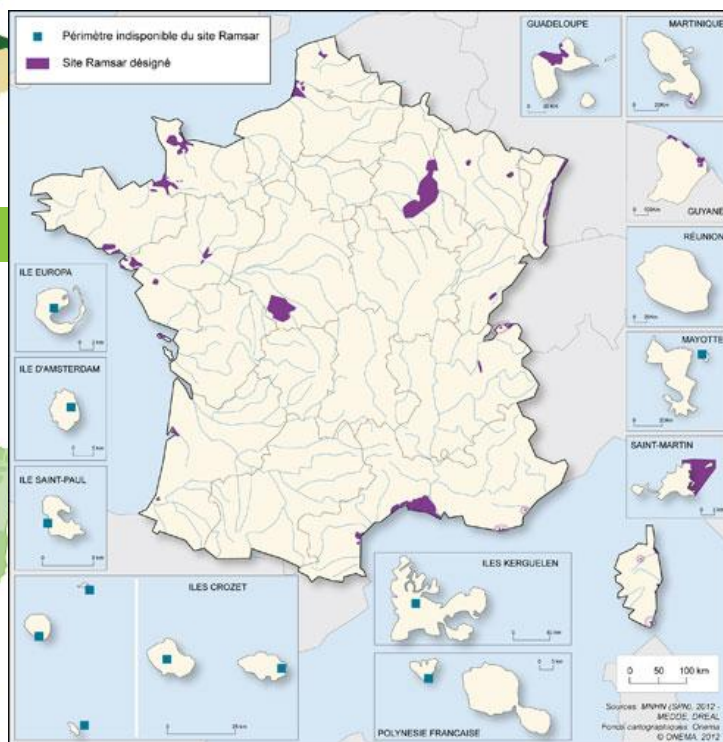 Périmètre indisponible du site Ramsar
Site Ramsar désigné
GUADELOUPE
MARTINIQUE
GUYANE
RÉUNION
MAYOTTE
SAINT-MARTIN
ILE EUROPA
ILE D'AMSTERDAM
ILE SAINT-PAUL
ILES CROZET
ILES KERGUELEN
POLYNESIE FRANCAISE
0 50 100 km
Sources: MNHN (SPN), 2012 -
MEDDE, DREAL
Fonds cartographiques: Onema
© ONEMA, 2012